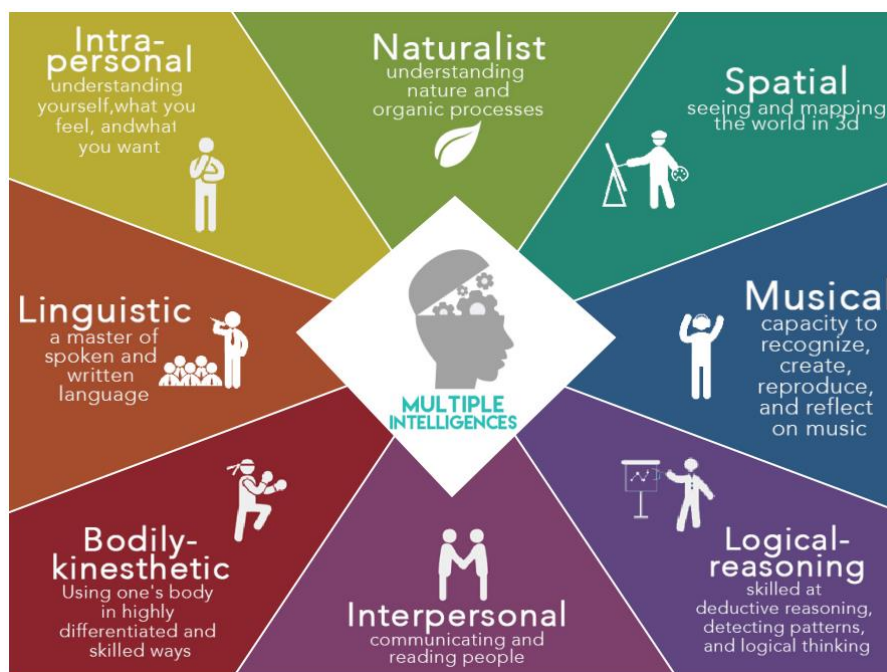 Intra-
personal
understanding
yourself,what you
feel, andwhat
you want
Naturalist
understanding
nature and
organic processes
Spatial
seeing and mapping
the world in 3d
Linguistic
a master of
spoken and
written
language
MULTIPLE
INTELLIGENCES
Musical
capacity to
recognize,
create,
reproduce,
and reflect
on music
Bodily-
kinesthetic
Using one's body
in highly
differentiated and
skilled ways
Interpersonal
communicating and
reading people
Logical-
reasoning
skilled at
deductive reasoning,
detecting patterns,
and logical thinking